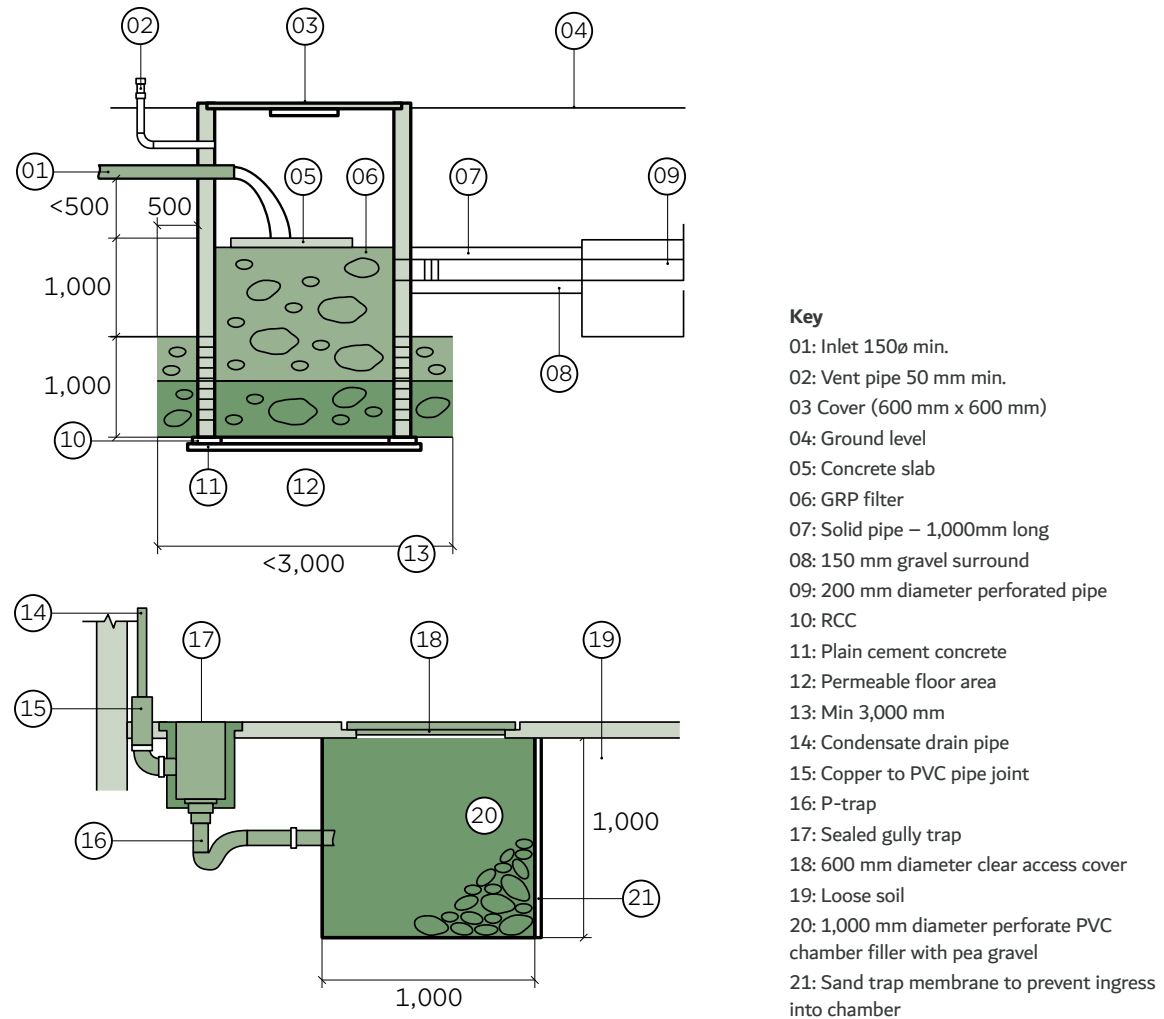 02
03
04
01
05
06
07
09
<500
500
1,000
08
1,000
10
11
12
13
<3,000
14
17
18
19
15
20
1,000
16
21
1,000
Key
01: Inlet 150ø min.
02: Vent pipe 50 mm min.
03 Cover (600 mm x 600 mm)
04: Ground level
05: Concrete slab
06: GRP filter
07: Solid pipe – 1,000mm long
08: 150 mm gravel surround
09: 200 mm diameter perforated pipe
10: RCC
11: Plain cement concrete
12: Permeable floor area
13: Min 3,000 mm
14: Condensate drain pipe
15: Copper to PVC pipe joint
16: P-trap
17: Sealed gully trap
18: 600 mm diameter clear access cover
19: Loose soil
20: 1,000 mm diameter perforate PVC
chamber filler with pea gravel
21: Sand trap membrane to prevent ingress
into chamber